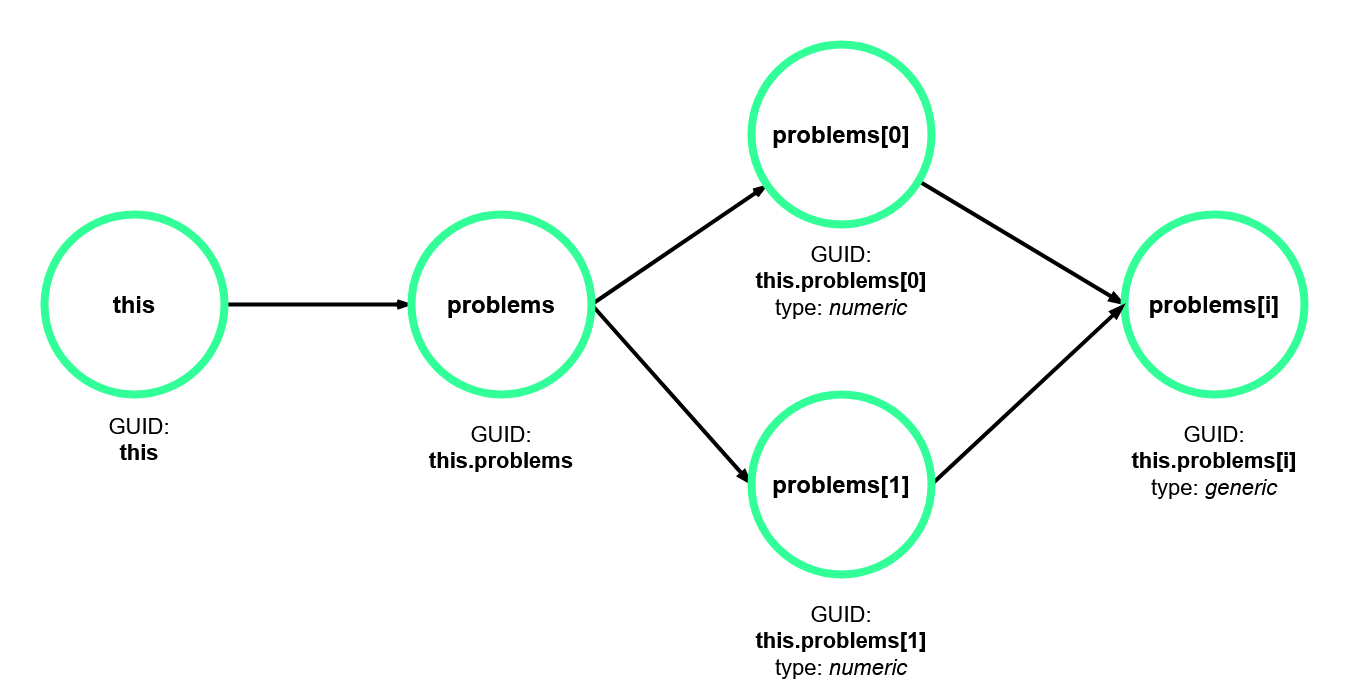 this
GUID:
this
problems
GUID:
this.problems
problems[0]
GUID:
this.problems[0]
type: numeric
problems[1]
GUID:
this.problems[1]
type: numeric
problems[i]
GUID:
this.problems[i]
type: generic